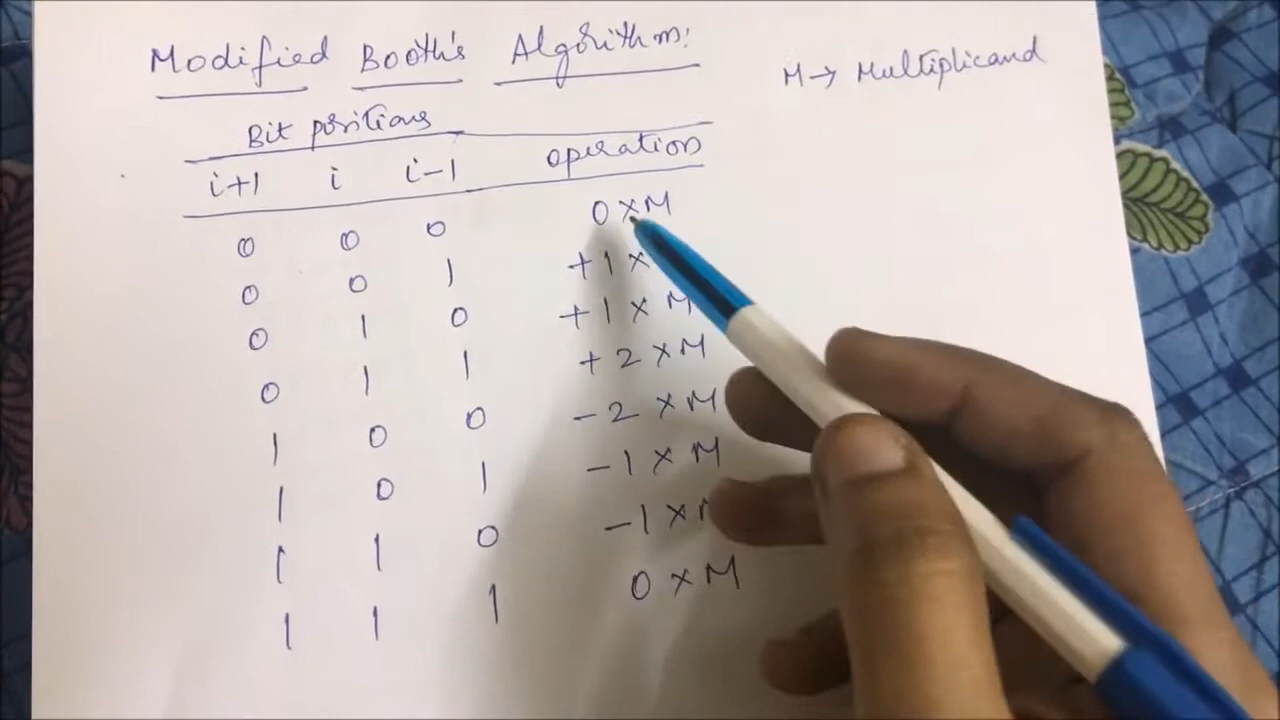 Modified Booth's Algorithm:
M → Multiplicand
Bit positions
i+1 i i-1 operation
0 0 0 0 x M
0 0 1 +1 x
0 1 0 +1 x M
0 1 1 +2 x M
1 0 0 -2 x M
1 0 1 -1 x M
1 1 0 -1 x M
1 1 1 0 x M